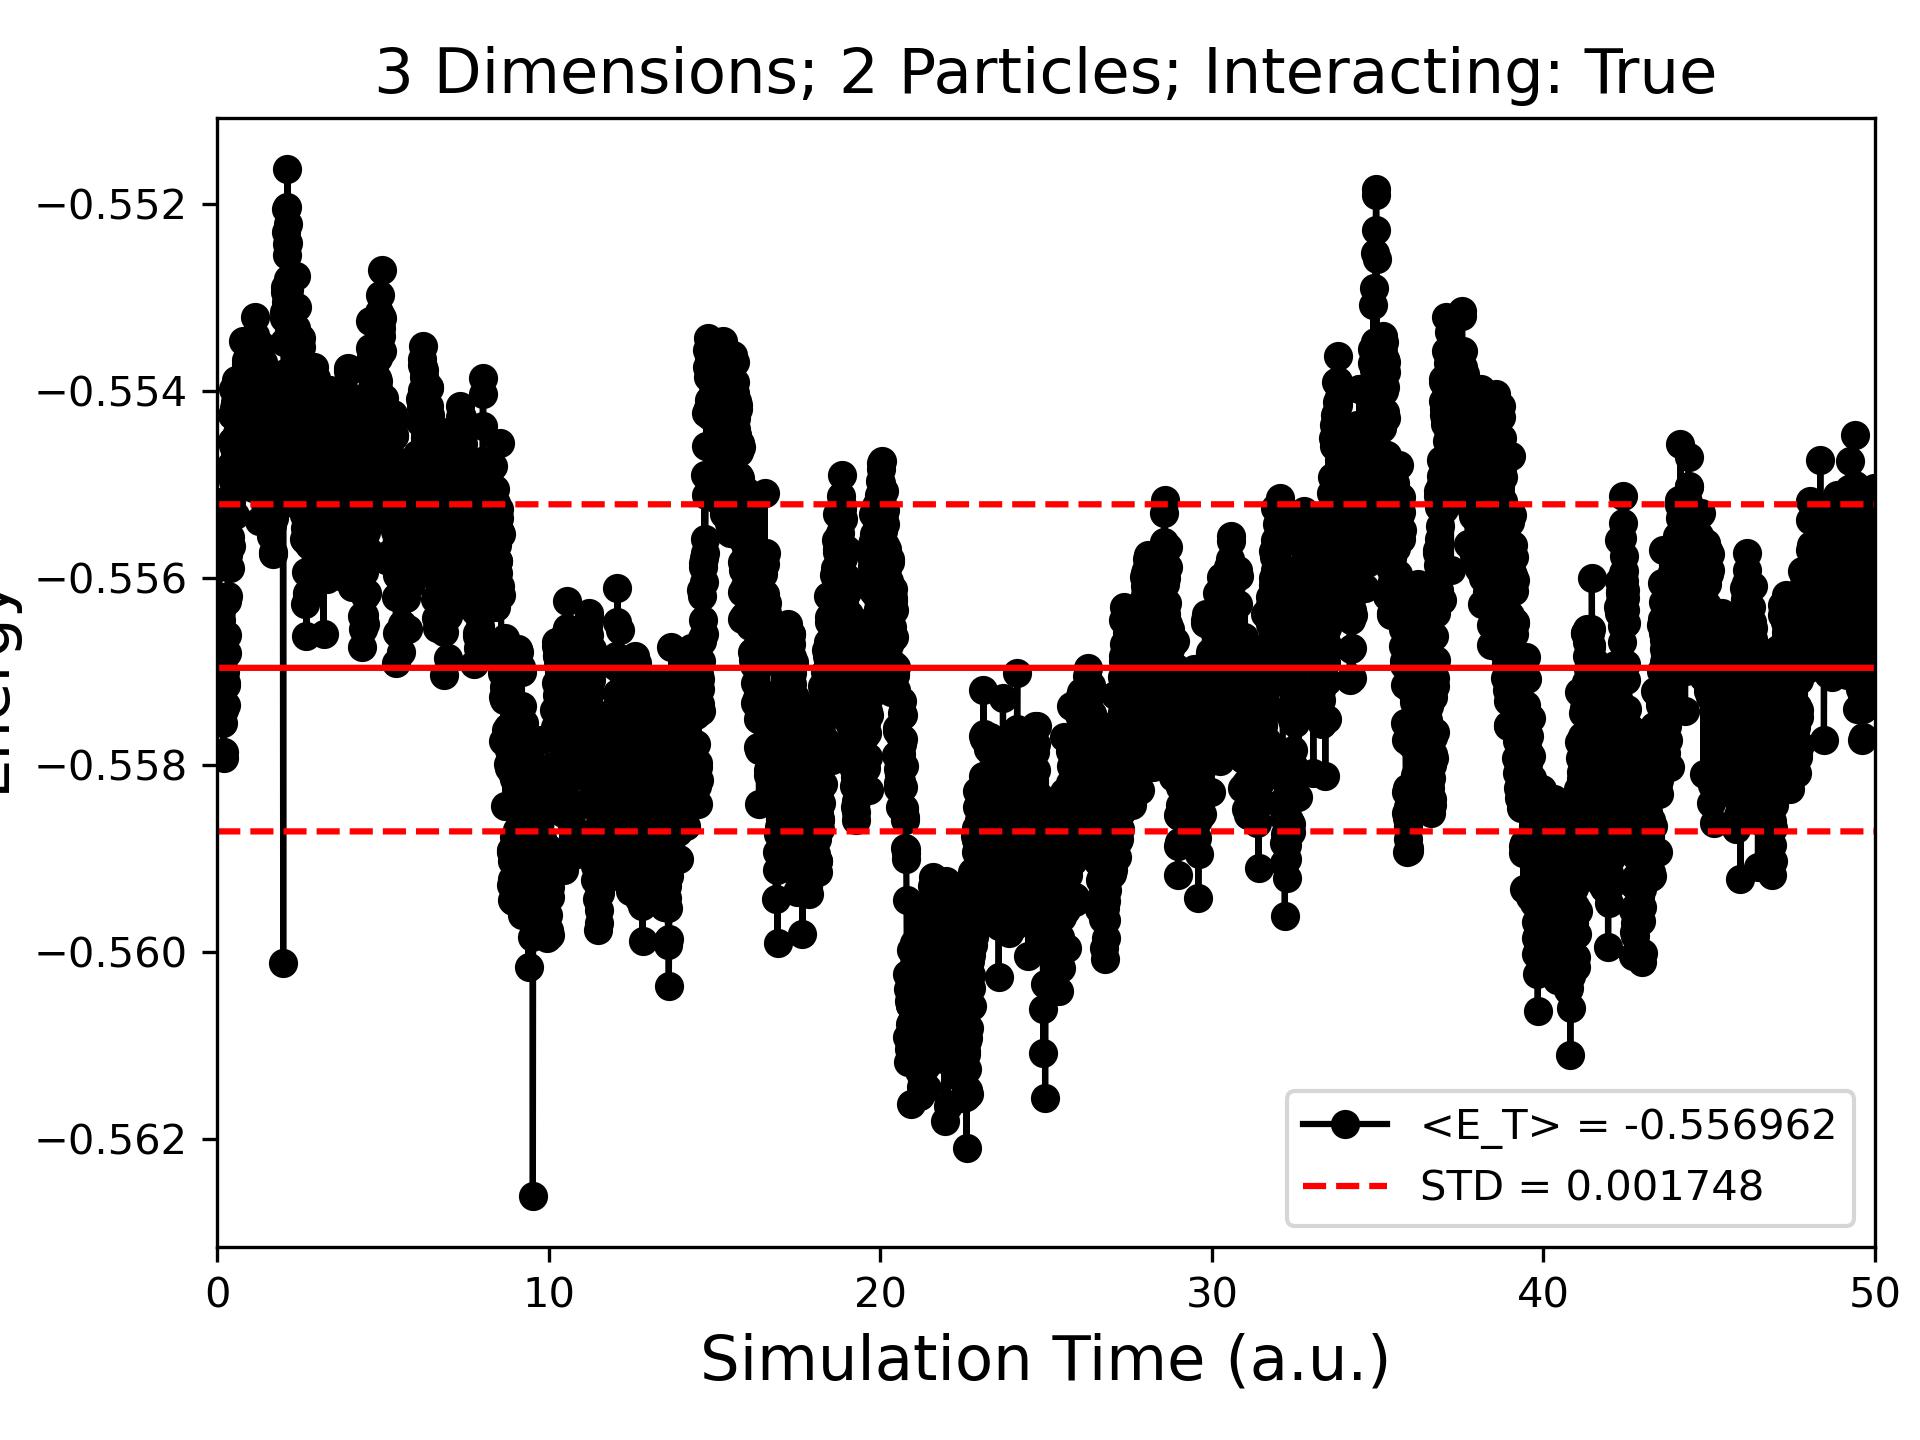 3 Dimensions; 2 Particles; Interacting: True
−0.552
−0.554
−0.556
−0.558
−0.560
−0.562
<E_T> = -0.556962
STD = 0.001748
0 10 20 30 40 50
Simulation Time (a.u.)